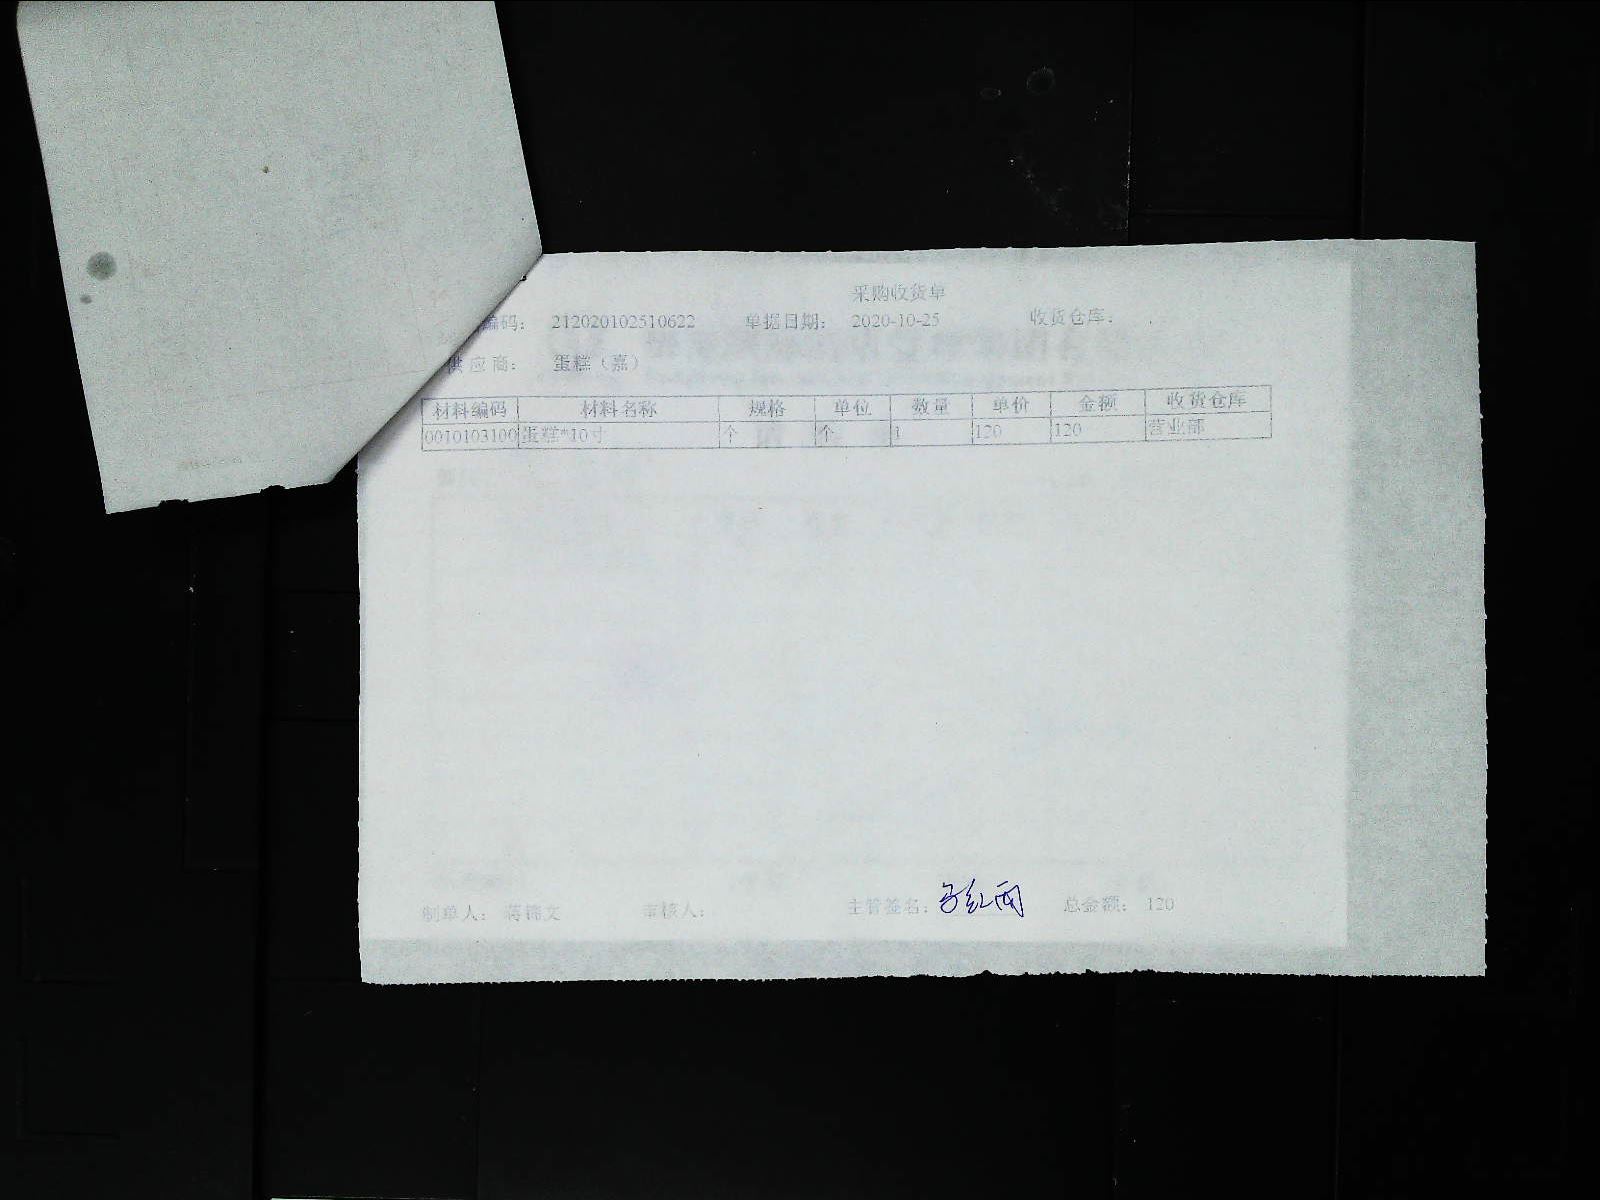 采购收货单
编码： 212020102510622 单据日期： 2020-10-25 收货仓库：
供应商： 蛋糕（嘉）
材料编码 材料名称 规格 单位 数量 单价 金额 收货仓库
0010103100 蛋糕*10寸 个 个 1 120 120 营业部
制单人： 蒋锦文 审核人： 主管签名： 总金额： 120